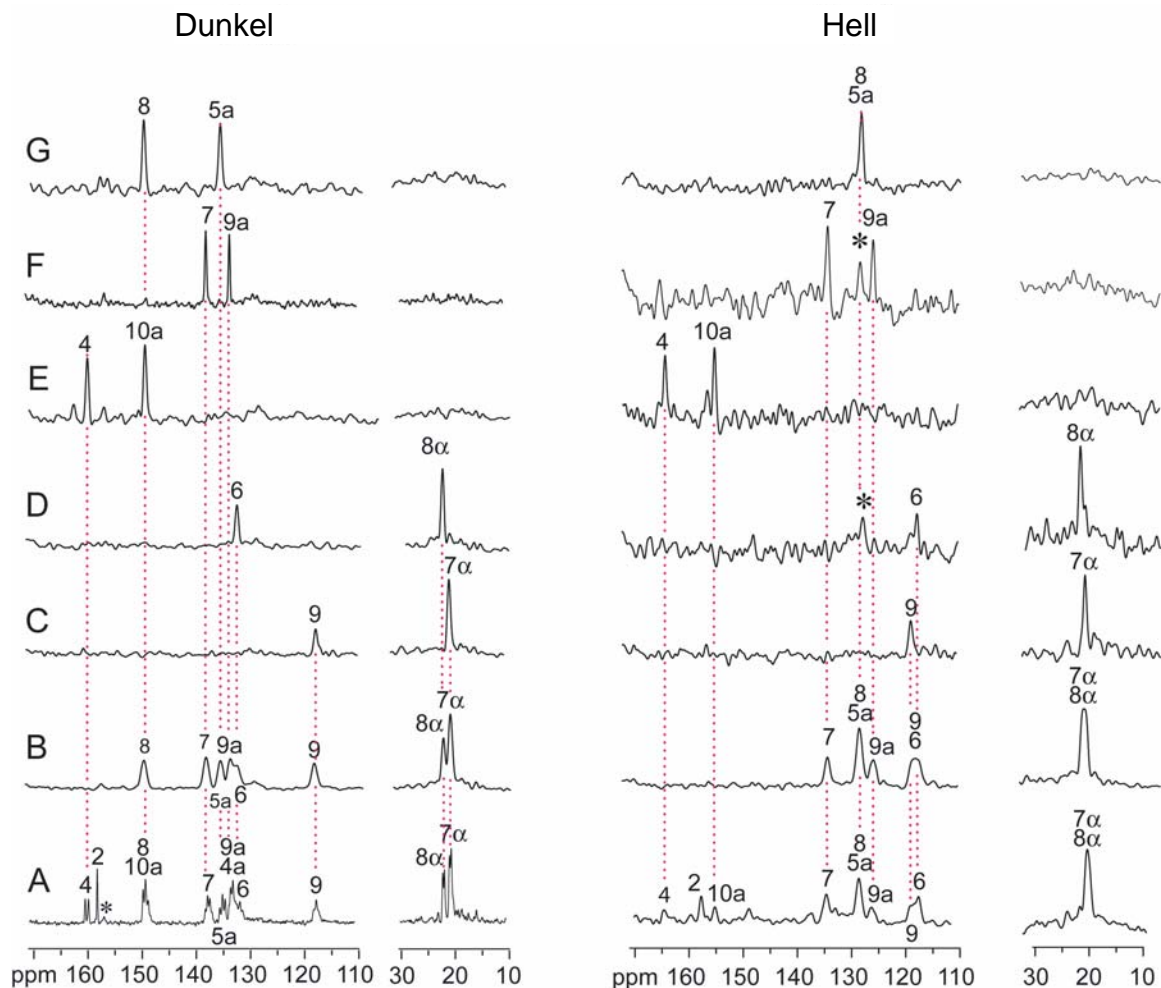 Dunkel Hell
8
8 5a 5a
G
7 9a 7 9a
*
F
4 10a 4 10a
E
8α 8α
6 * 6
D
7α 7α
9 9
C
7α 7α
8α 8α
8 7 9a 9 8 9
5a 6 7 5a 9a 6
B
9a 7α
8 4a 7α 8 8α
2 10a 8α 5a
4 * 7 6 9 4 2 10a 7 9a 6
5a 9
A
ppm 160 150 140 130 120 110 30 20 10 ppm 160 150 140 130 120 110 30 20 10